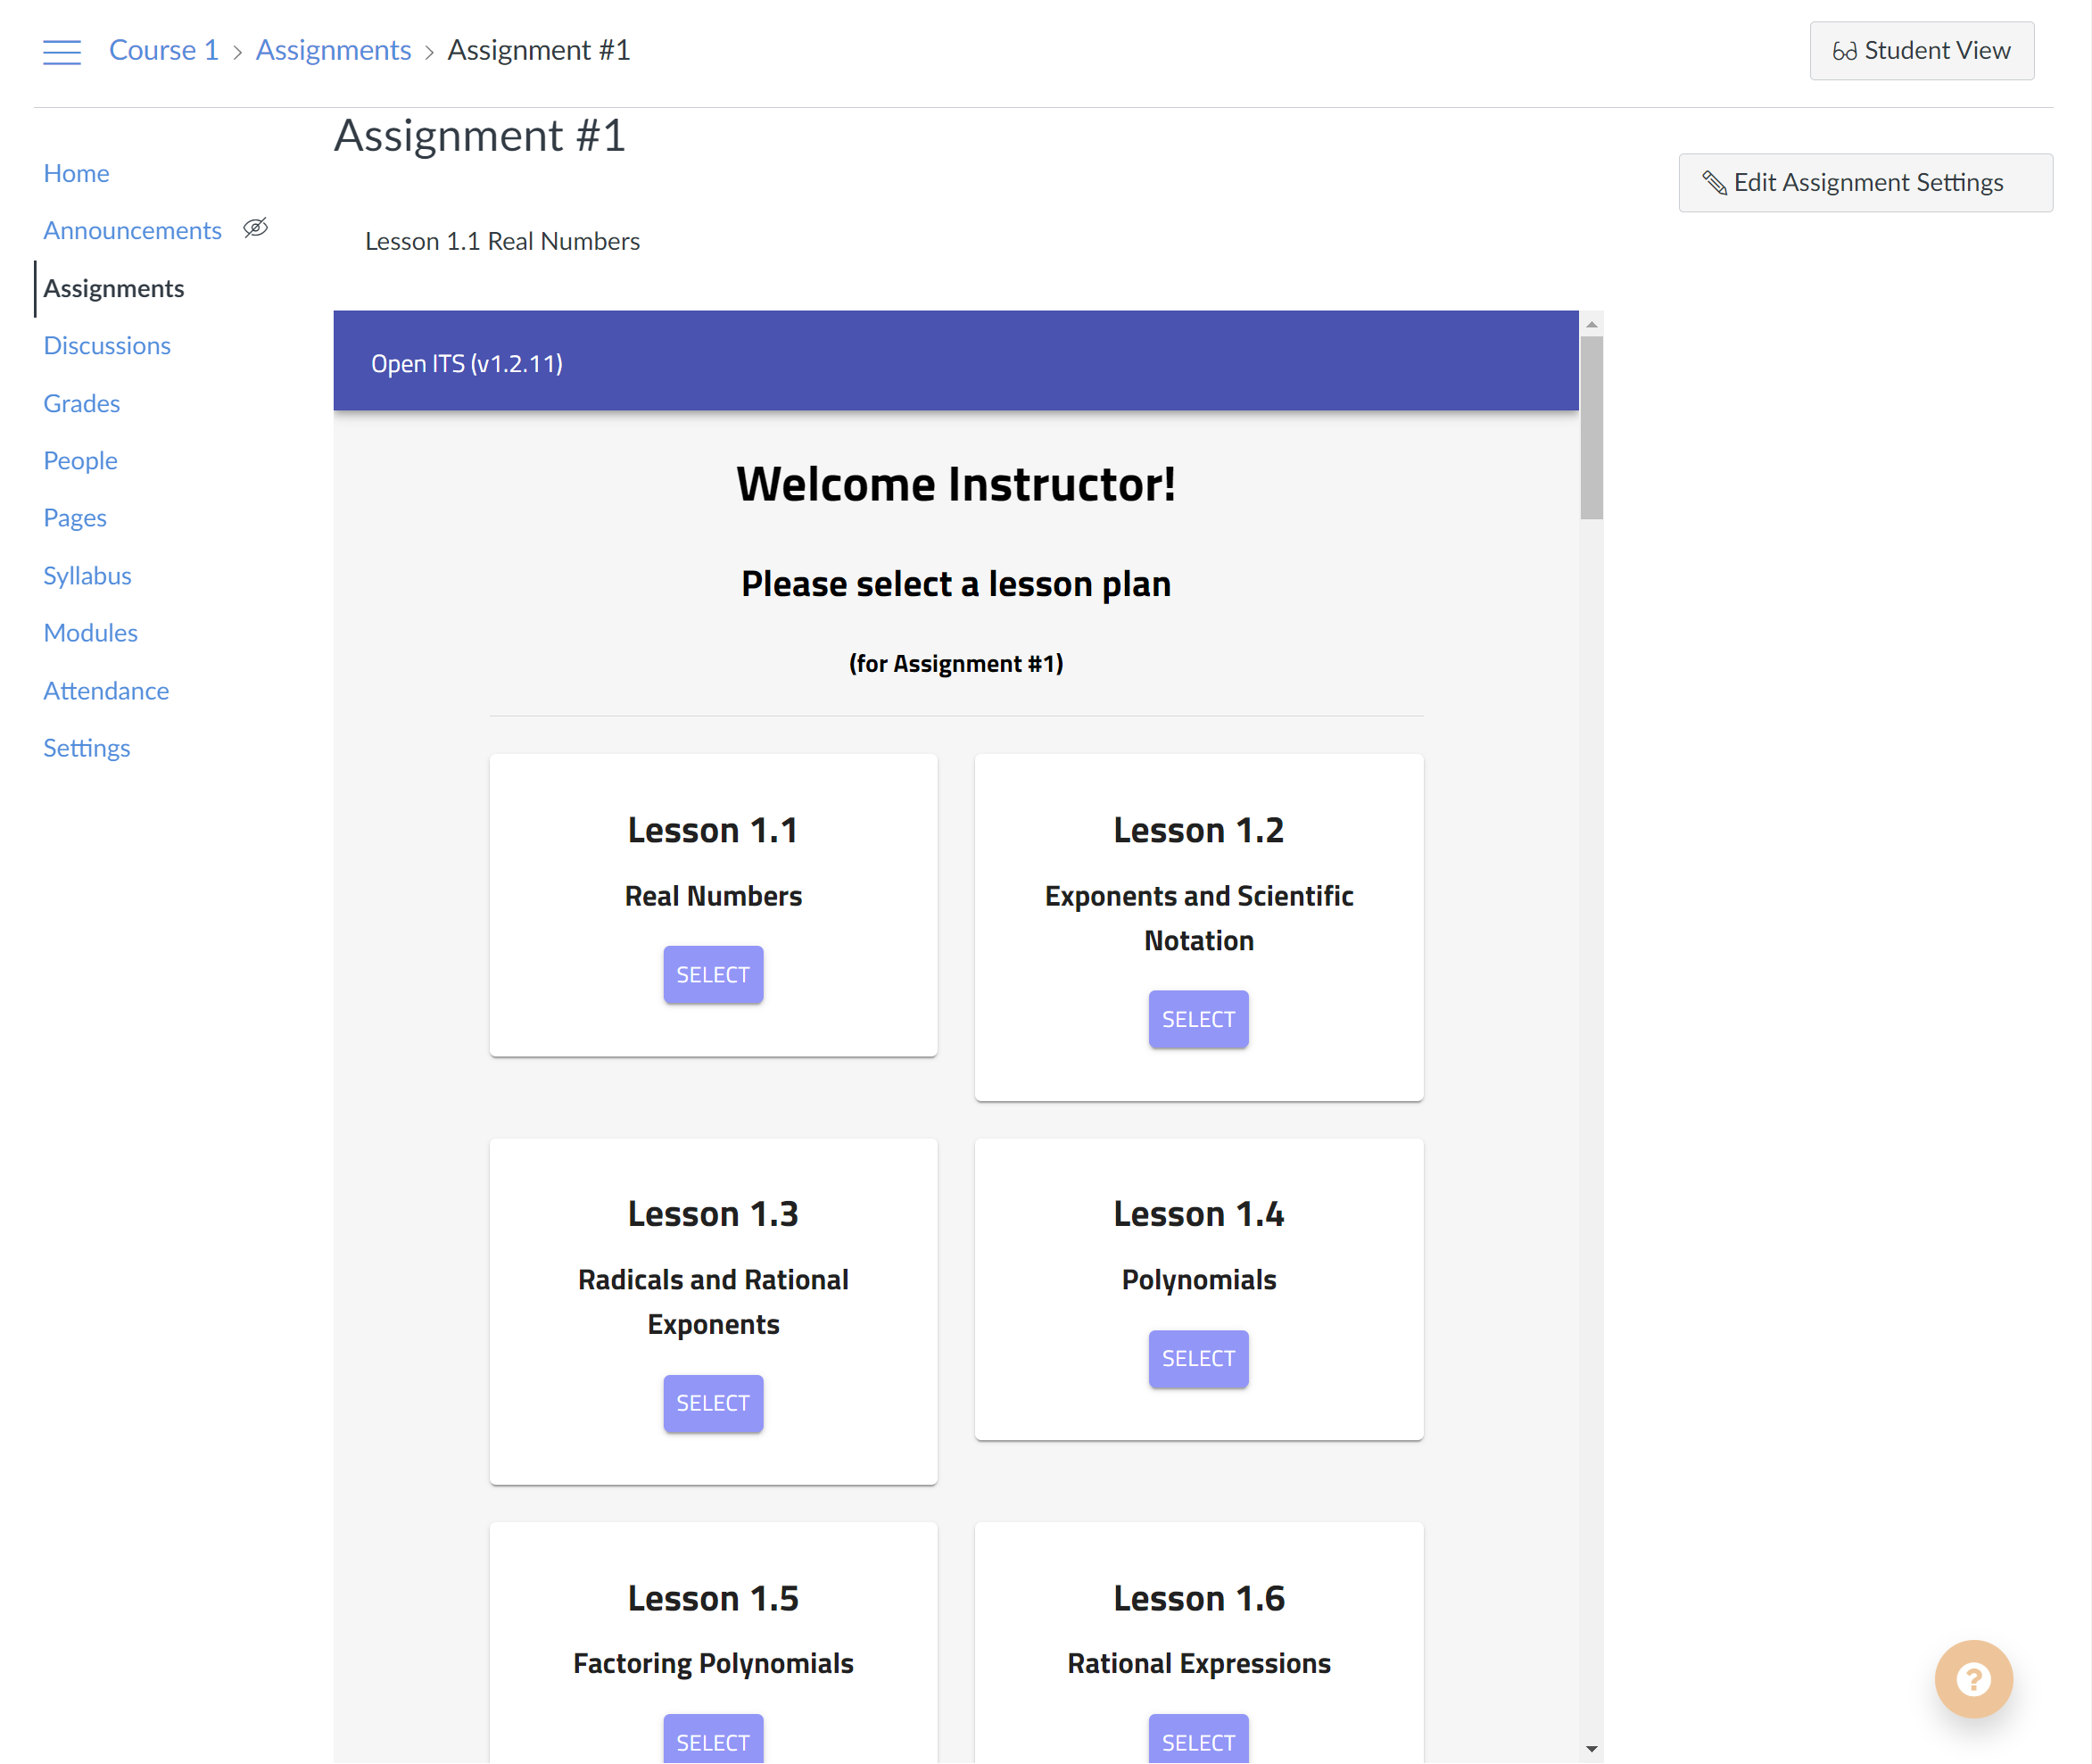 Course 1 › Assignments › Assignment #1
Student View
Assignment #1
Edit Assignment Settings
Home
Announcements
Assignments
Discussions
Grades
People
Pages
Syllabus
Modules
Attendance
Settings
Lesson 1.1 Real Numbers
Open ITS (v1.2.11)
Welcome Instructor!
Please select a lesson plan
(for Assignment #1)
Lesson 1.1
Real Numbers
SELECT
Lesson 1.2
Exponents and Scientific
Notation
SELECT
Lesson 1.3
Radicals and Rational
Exponents
SELECT
Lesson 1.4
Polynomials
SELECT
Lesson 1.5
Factoring Polynomials
SELECT
Lesson 1.6
Rational Expressions
SELECT
?